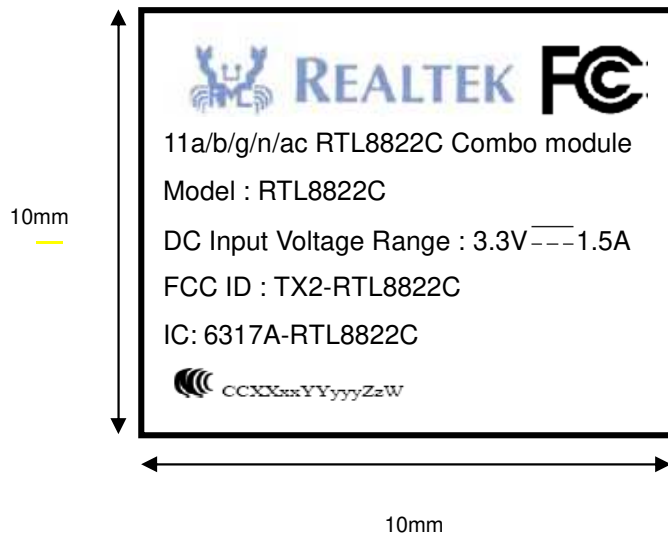 REALTEK FCC
11a/b/g/n/ac RTL8822C Combo module
Model : RTL8822C
10mm
DC Input Voltage Range : 3.3V⎓1.5A
FCC ID : TX2-RTL8822C
IC: 6317A-RTL8822C
CCXXxxYYyyyZzW
10mm